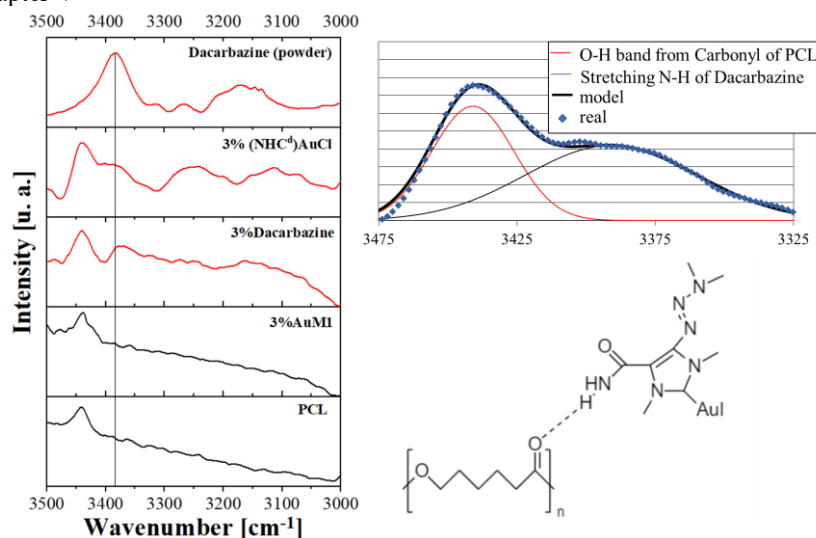 3500 3400 3300 3200 3100 3000
Dacarbazine (powder)
3% (NHCᵈ)AuCl
3%Dacarbazine
3%AuM1
PCL
Intensity [u. a.]
3500 3400 3300 3200 3100 3000
Wavenumber [cm⁻¹]
O-H band from Carbonyl of PCL
Stretching N-H of Dacarbazine
model
real
3475 3425 3375 3325
N
N
N
O
HN
H
N
N
AuI
O
O
n